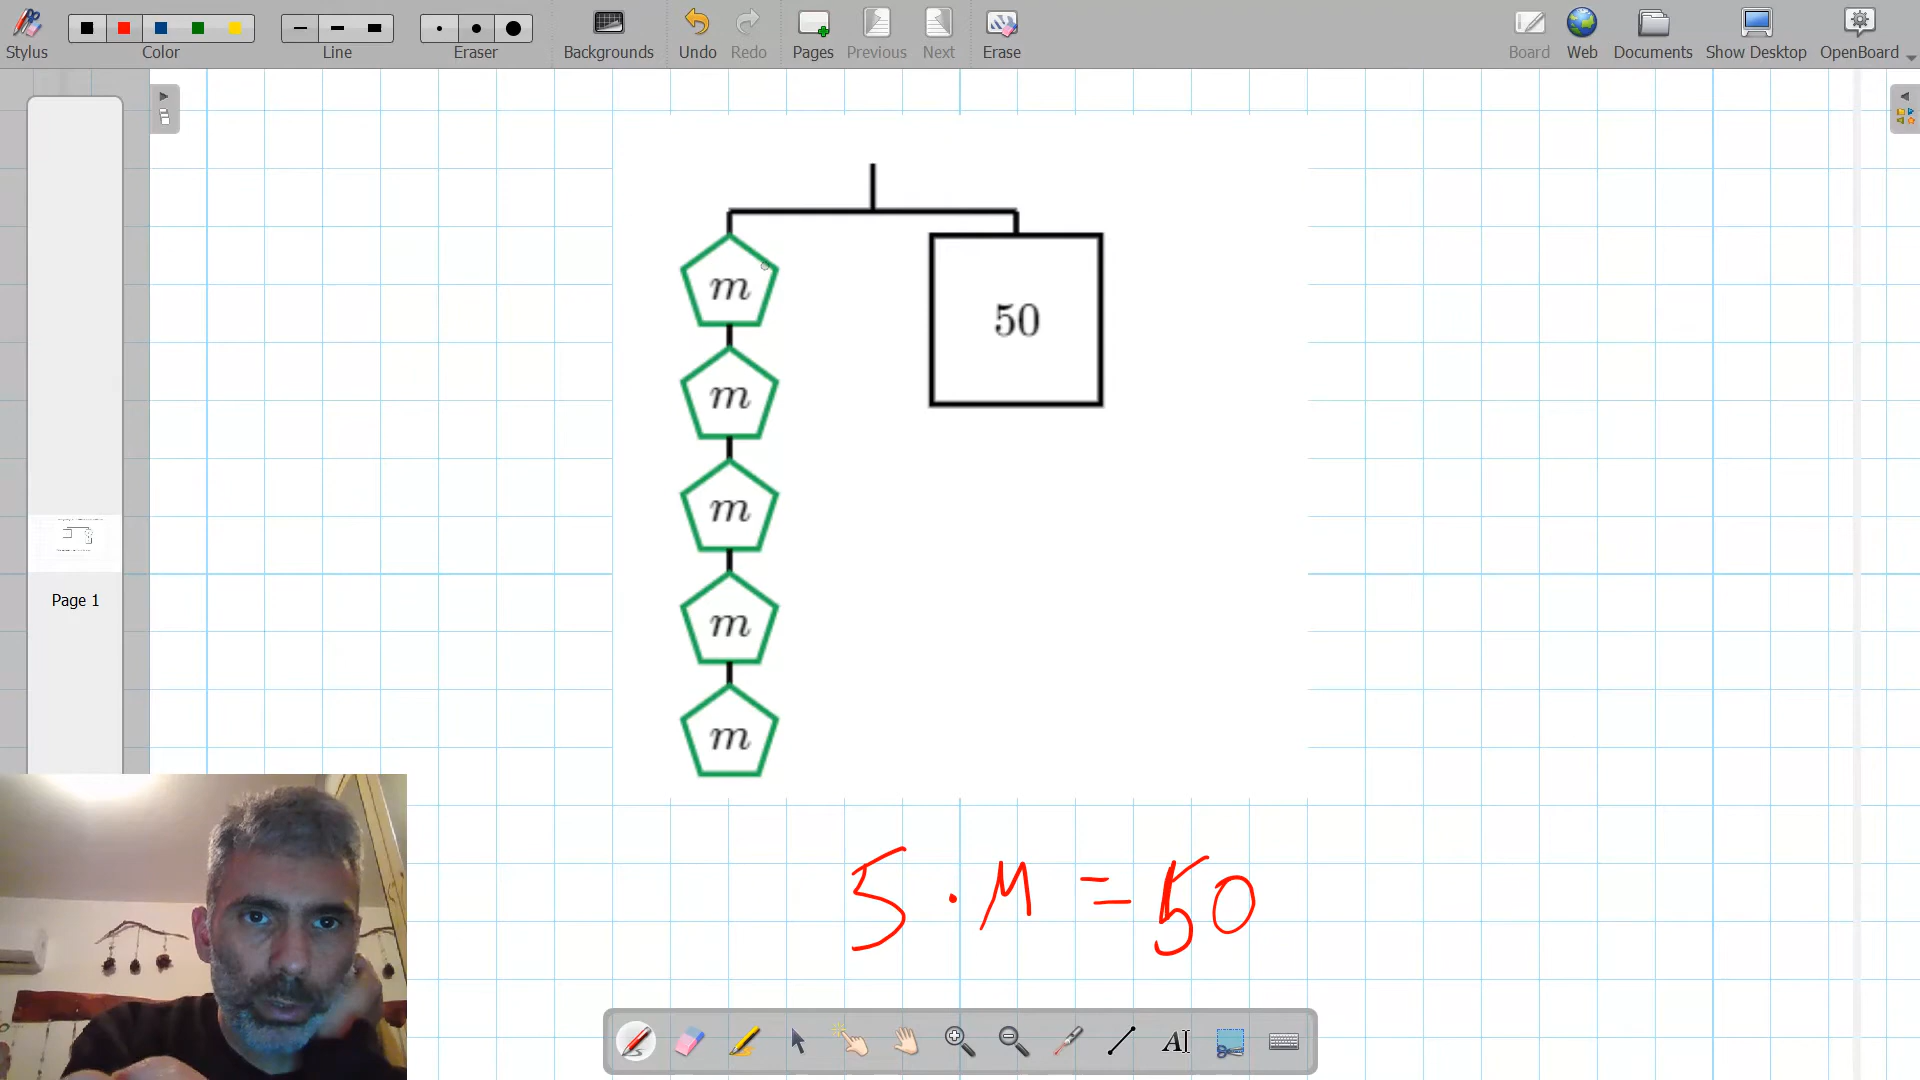 Stylus
Color
Line
Eraser
Backgrounds
Undo
Redo
Pages
Previous
Next
Erase
Board
Web
Documents
Show Desktop
OpenBoard
m
50
m
m
m
m
Page 1
5 · M = 50